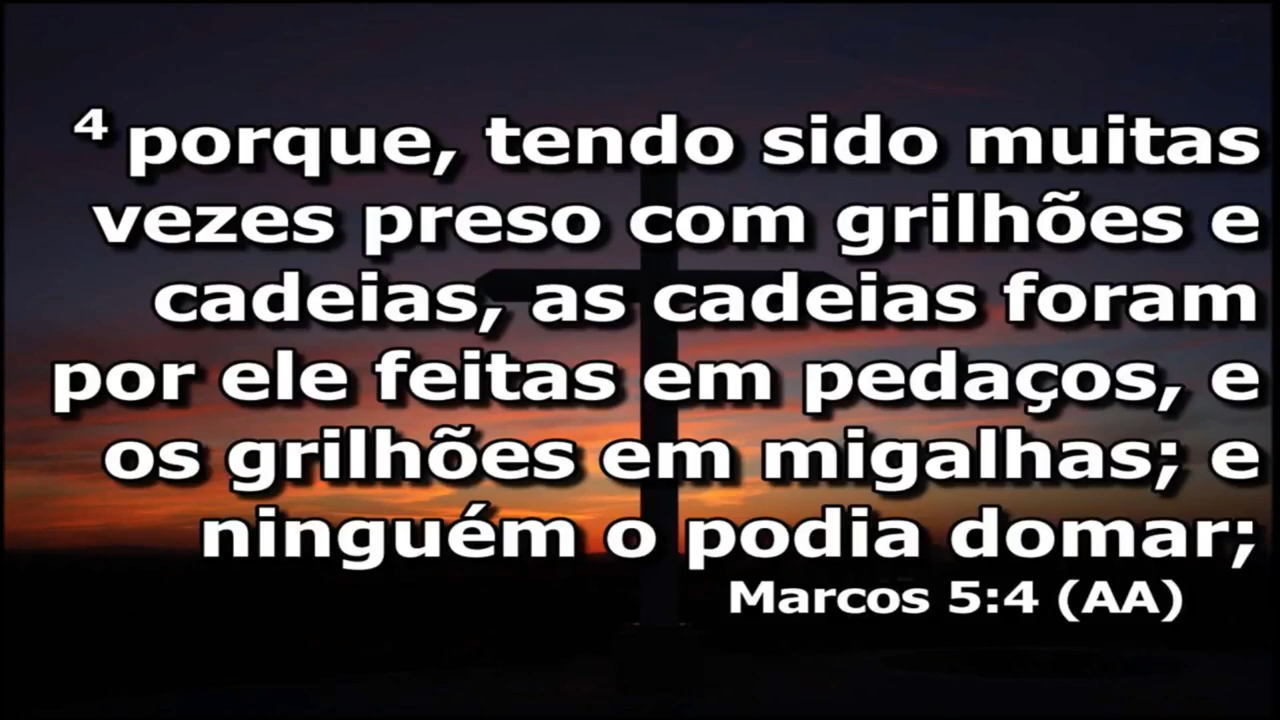 4 porque, tendo sido muitas
vezes preso com grilhões e
cadeias, as cadeias foram
por ele feitas em pedaços, e
os grilhões em migalhas; e
ninguém o podia domar;
Marcos 5:4 (AA)